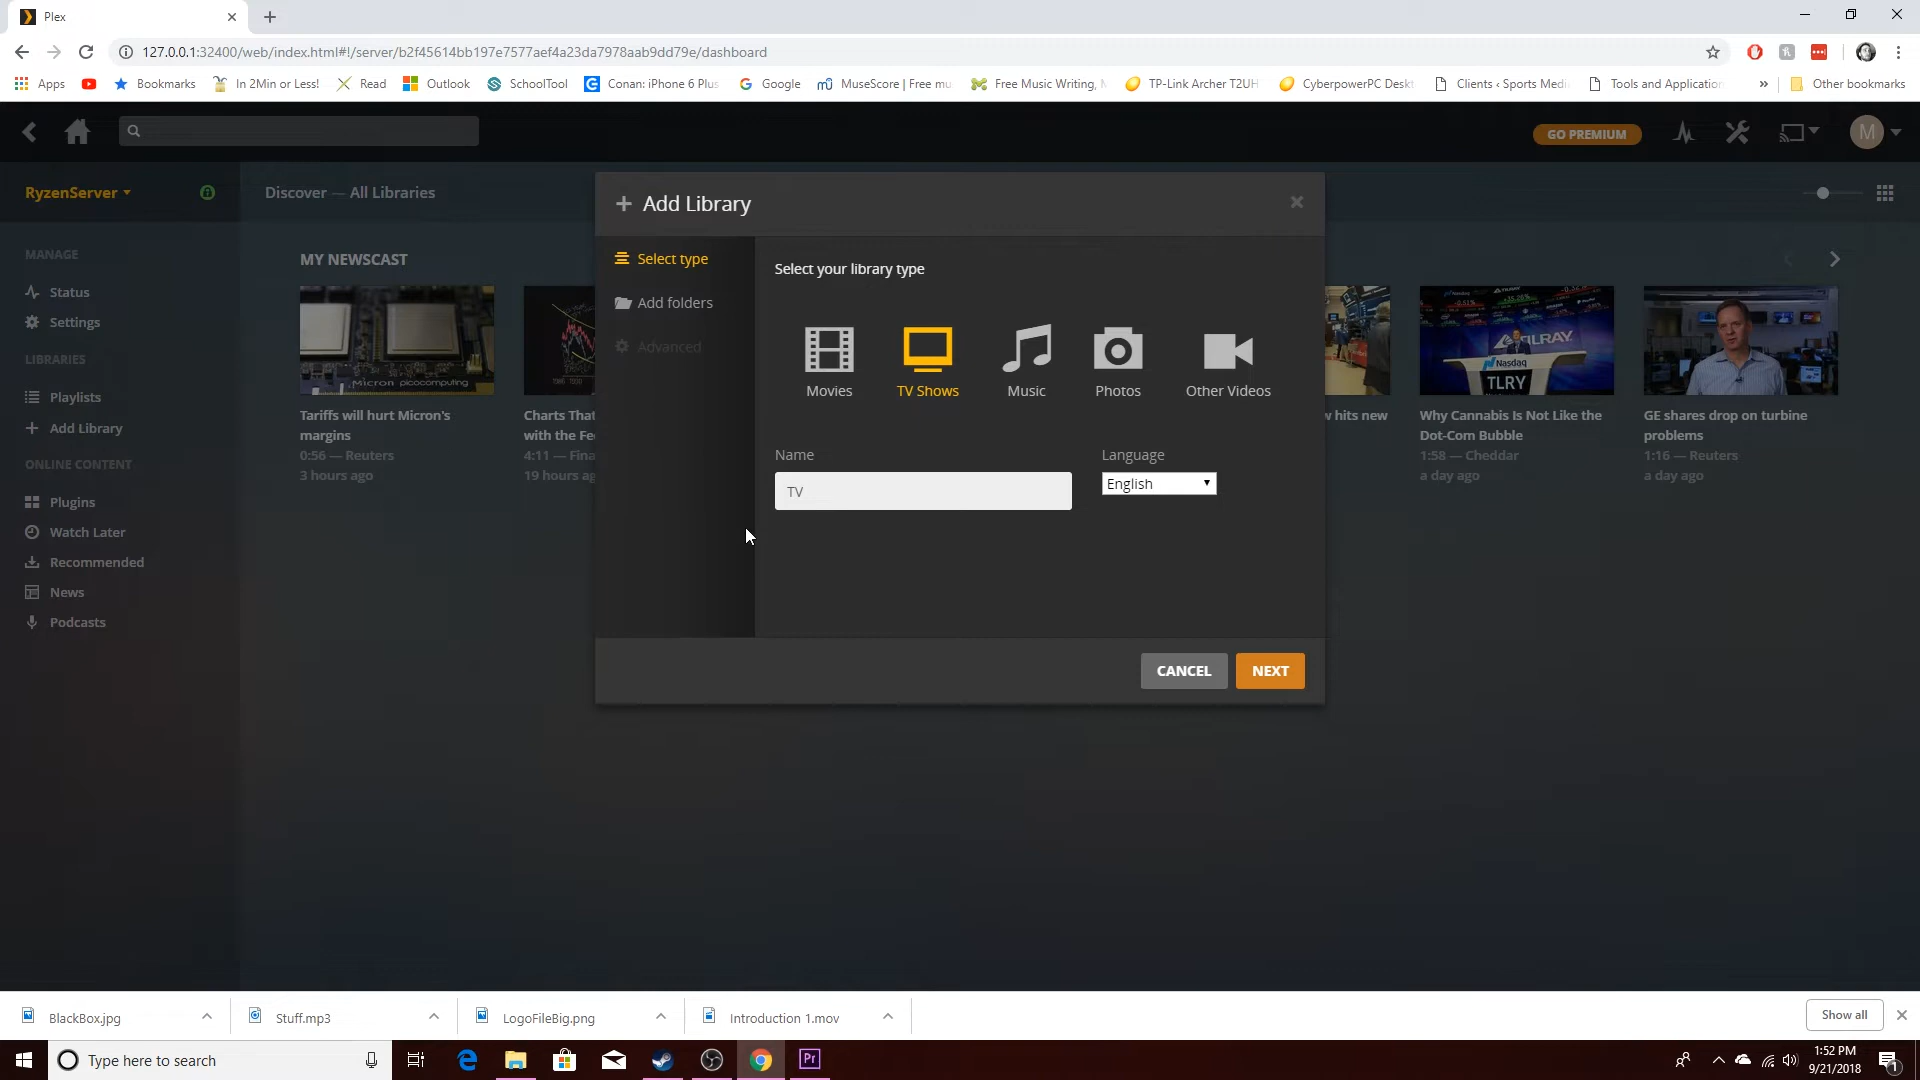 Plex
127.0.0.1:32400/web/index.html#!/server/b2f45614bb197e7577aef4a23da7978aab9dd79e/dashboard
Apps
Bookmarks
In 2Min or Less!
Read
Outlook
SchoolTool
Conan: iPhone 6 Plus
Google
MuseScore | Free mu
Free Music Writing,
TP-Link Archer T2UH
CyberpowerPC Deskt
Clients ‹ Sports Medi
Tools and Application
»
Other bookmarks
GO PREMIUM
M
RyzenServer
Discover — All Libraries
MANAGE
Status
Settings
LIBRARIES
Playlists
+ Add Library
ONLINE CONTENT
Plugins
Watch Later
Recommended
News
Podcasts
MY NEWSCAST
Micron picocomputing
Tariffs will hurt Micron's
margins
0:56 — Reuters
3 hours ago
Charts That
with the Fe
4:11 — Fina
19 hours ag
+ Add Library
×
Select type
Add folders
Advanced
Select your library type
Movies
TV Shows
Music
Photos
Other Videos
Name
TV
Language
English
CANCEL
NEXT
hits new
Nasdaq
TLRY
Why Cannabis Is Not Like the
Dot-Com Bubble
1:58 — Cheddar
a day ago
GE shares drop on turbine
problems
1:16 — Reuters
a day ago
BlackBox.jpg
Stuff.mp3
LogoFileBig.png
Introduction 1.mov
Show all
Type here to search
Pr
1:52 PM
9/21/2018
1